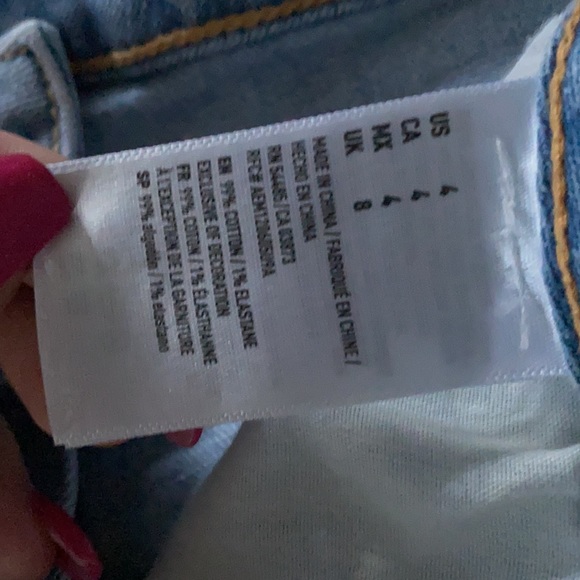 US 4
CA 4
MX 4
UK 8
MADE IN CHINA / FABRIQUÉ EN CHINE /
HECHO EN CHINA
RN 54485 / CA 00973
EN 99% COTTON / 1% ELASTANE
EXCLUSIVE OF DECORATION
FR 99% COTON / 1% ÉLASTHANNE
À L'EXCEPTION DE LA GARNITURE
SP 99% algodón / 1% elastano